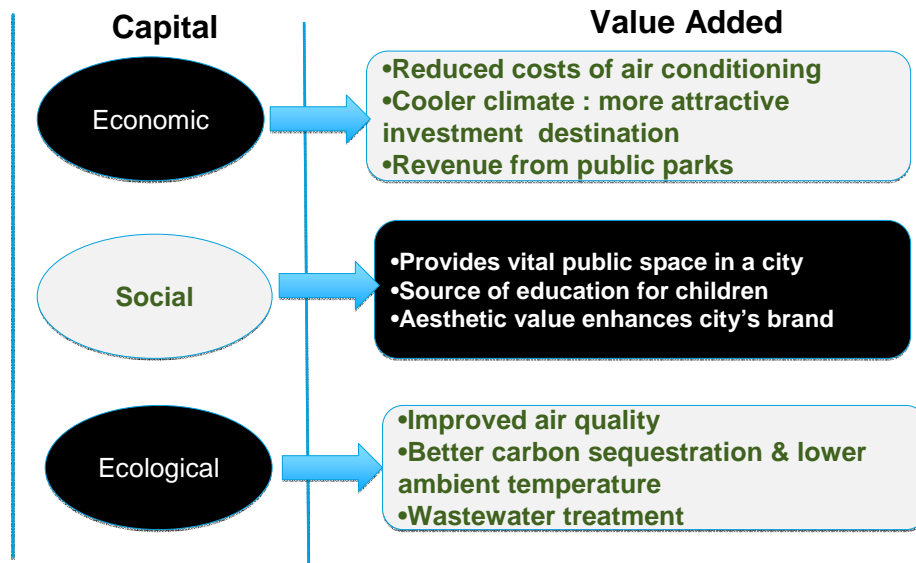 Capital
Value Added
Economic
•Reduced costs of air conditioning
•Cooler climate : more attractive
investment destination
•Revenue from public parks
Social
•Provides vital public space in a city
•Source of education for children
•Aesthetic value enhances city’s brand
Ecological
•Improved air quality
•Better carbon sequestration & lower
ambient temperature
•Wastewater treatment